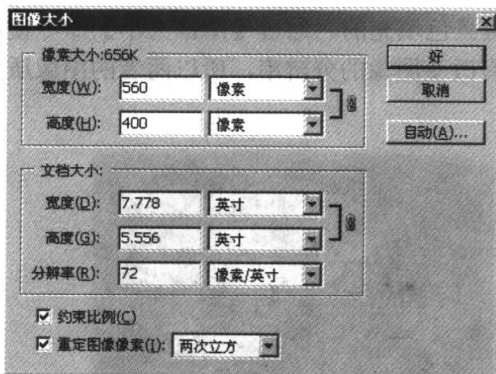 图像大小
像素大小:656K
好
宽度(W): 560 像素
取消
高度(H): 400 像素
自动(A)...
文档大小:
宽度(D): 7.778 英寸
高度(G): 5.556 英寸
分辨率(R): 72 像素/英寸
约束比例(C)
重定图像像素(I): 两次立方